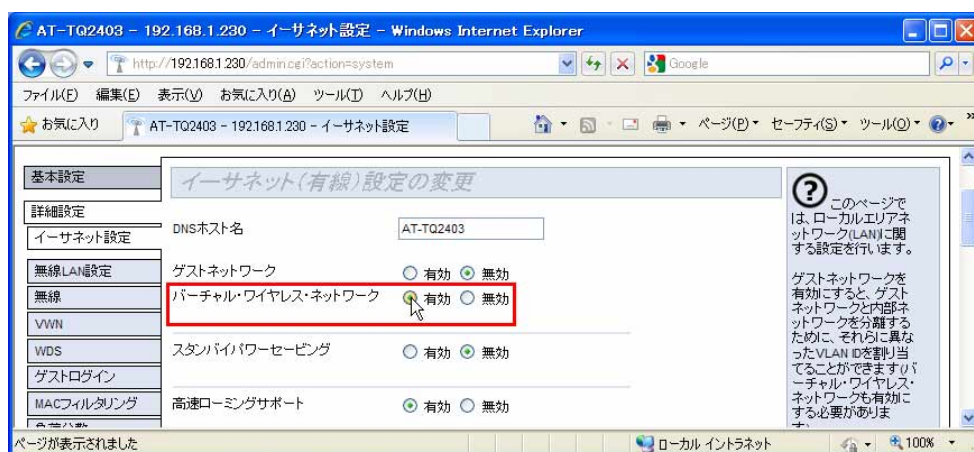 AT-TQ2403 - 192.168.1.230 - イーサネット設定 - Windows Internet Explorer
http://192.168.1.230/admin.cgi?action=system
Google
ファイル(F) 編集(E) 表示(V) お気に入り(A) ツール(T) ヘルプ(H)
お気に入り
AT-TQ2403 - 192.168.1.230 - イーサネット設定
ページ(P) セーフティ(S) ツール(O)
基本設定
詳細設定
イーサネット設定
無線LAN設定
無線
VWN
WDS
ゲストログイン
MACフィルタリング
イーサネット(有線)設定の変更
DNSホスト名 AT-TQ2403
ゲストネットワーク 有効 無効
バーチャル・ワイヤレス・ネットワーク 有効 無効
スタンバイパワーセービング 有効 無効
高速ローミングサポート 有効 無効
このページで
は、ローカルエリアネ
ットワーク(LAN)に関
する設定を行います。
ゲストネットワークを
有効にすると、ゲスト
ネットワークと内部ネ
ットワークを分離する
ために、それらに異な
ったVLAN IDを割り当
てることができます(バ
ーチャル・ワイヤレス・
ネットワークも有効に
する必要がありま
ページが表示されました
ローカル イントラネット
100%